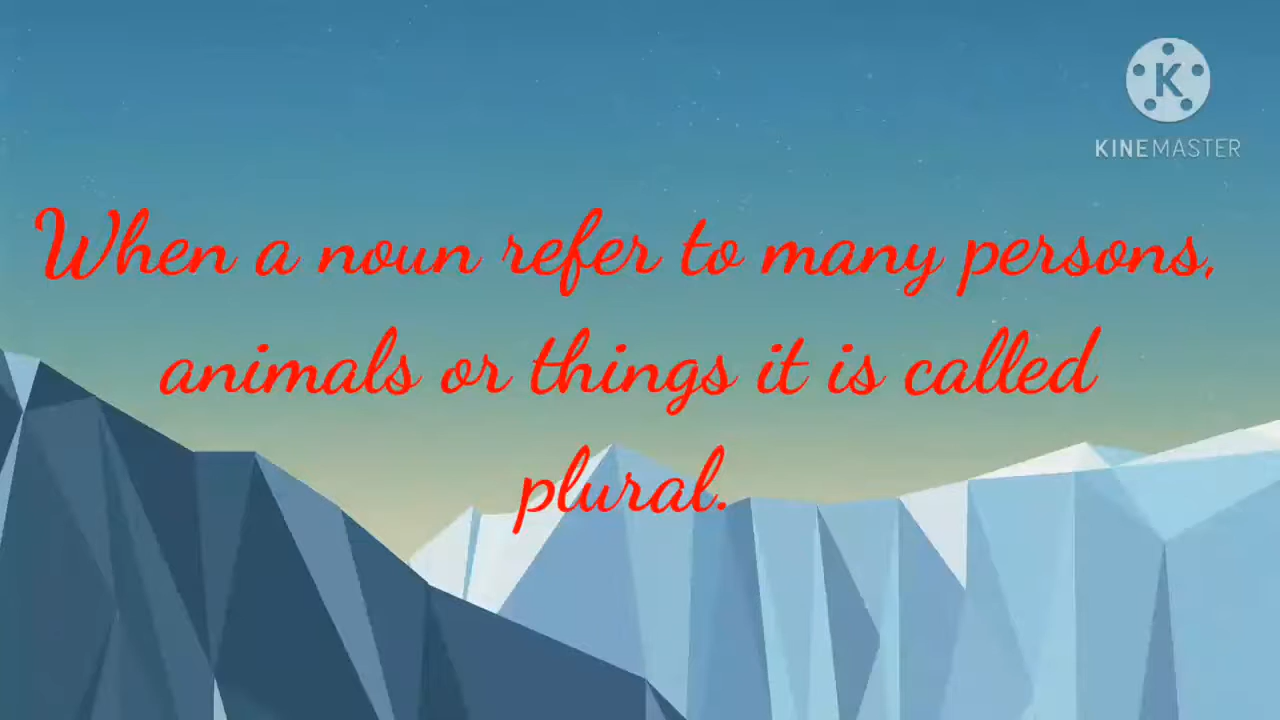 K
KINEMASTER
When a noun refer to many persons,
animals or things it is called
plural.